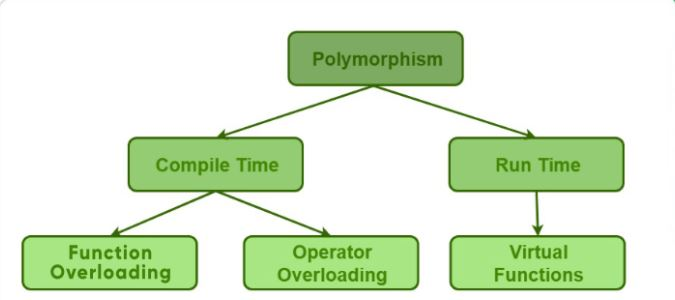 Polymorphism
Compile Time
Run Time
Function
Overloading
Operator
Overloading
Virtual
Functions